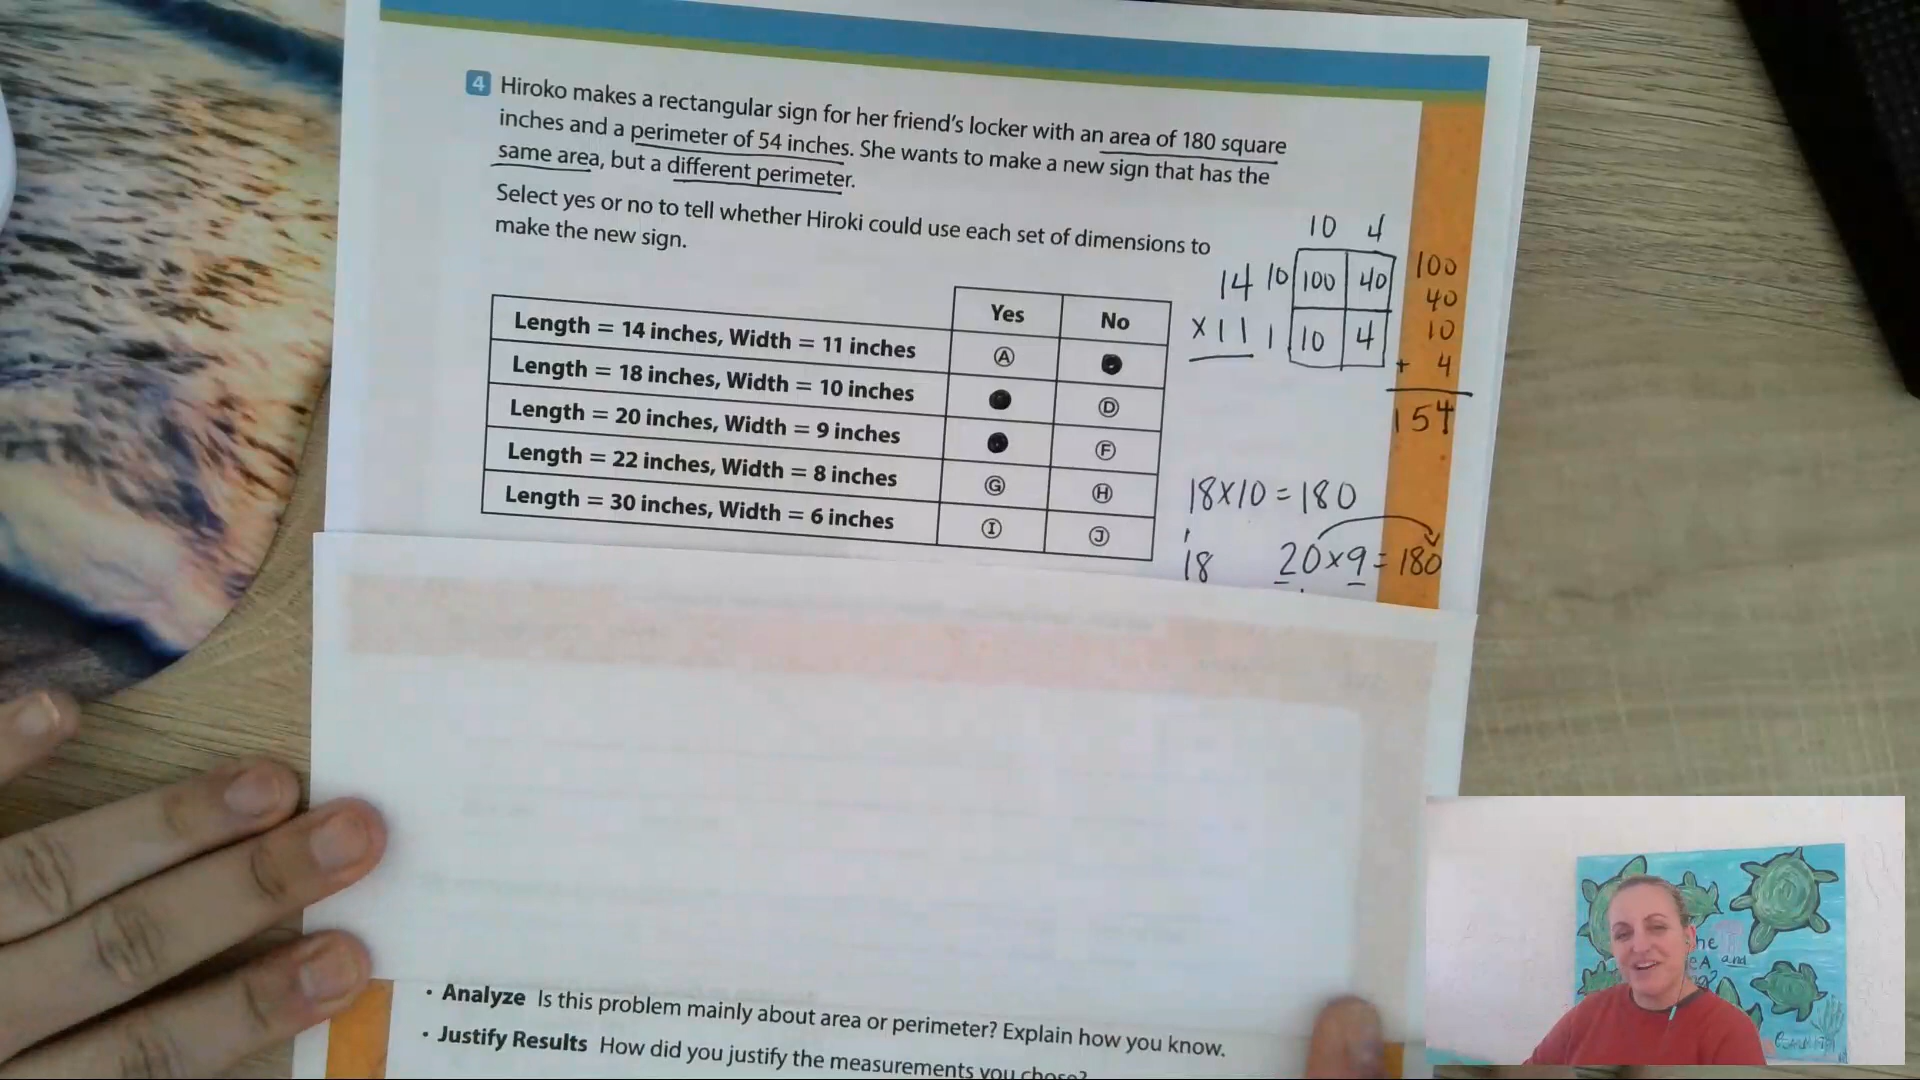 4 Hiroko makes a rectangular sign for her friend's locker with an area of 180 square
inches and a perimeter of 54 inches. She wants to make a new sign that has the
same area, but a different perimeter.
Select yes or no to tell whether Hiroki could use each set of dimensions to
make the new sign.
Yes No
Length = 14 inches, Width = 11 inches A
Length = 18 inches, Width = 10 inches D
Length = 20 inches, Width = 9 inches F
Length = 22 inches, Width = 8 inches G H
Length = 30 inches, Width = 6 inches I J
14
x 11
10 4
10 100 40
1 10 4
100
40
10
+ 4
154
18x10=180
18
20x9=180
• Analyze Is this problem mainly about area or perimeter? Explain how you know.
• Justify Results How did you justify the measurements you chose?
and